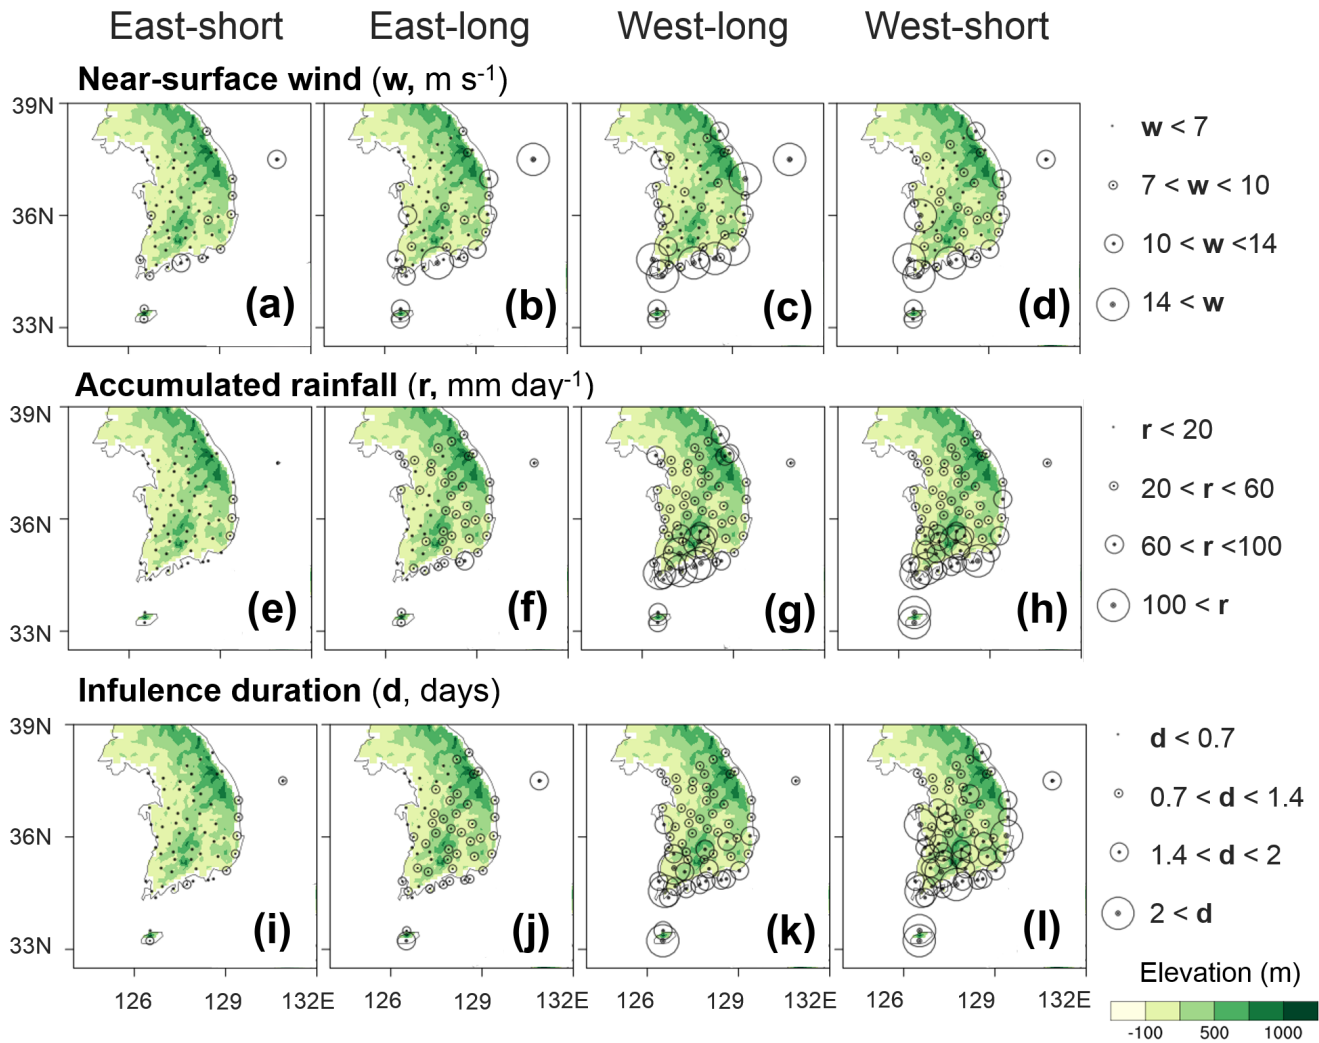 East-short East-long West-long West-short
Near-surface wind (w, m s-1)
39N
36N
33N
(a) (b) (c) (d)
w < 7
7 < w < 10
10 < w <14
14 < w
Accumulated rainfall (r, mm day-1)
39N
36N
33N
(e) (f) (g) (h)
r < 20
20 < r < 60
60 < r <100
100 < r
Infulence duration (d, days)
39N
36N
33N
(i) (j) (k) (l)
126 129 132E 126 129 132E 126 129 132E 126 129 132E
d < 0.7
0.7 < d < 1.4
1.4 < d < 2
2 < d
Elevation (m)
-100 500 1000